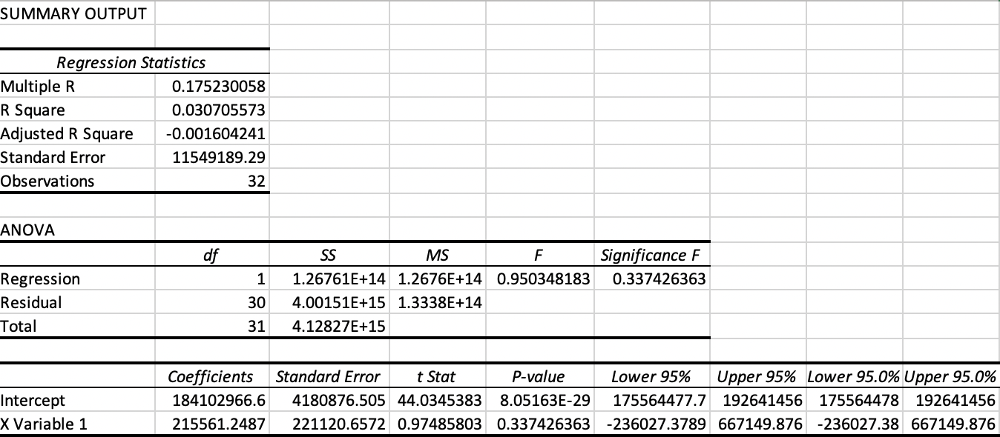 SUMMARY OUTPUT
Regression Statistics
Multiple R 0.175230058
R Square 0.030705573
Adjusted R Square -0.001604241
Standard Error 11549189.29
Observations 32
ANOVA
df SS MS F Significance F
Regression 1 1.26761E+14 1.2676E+14 0.950348183 0.337426363
Residual 30 4.00151E+15 1.3338E+14
Total 31 4.12827E+15
Coefficients Standard Error t Stat P-value Lower 95% Upper 95% Lower 95.0% Upper 95.0%
Intercept 184102966.6 4180876.505 44.0345383 8.05163E-29 175564477.7 192641456 175564478 192641456
X Variable 1 215561.2487 221120.6572 0.97485803 0.337426363 -236027.3789 667149.876 -236027.38 667149.876